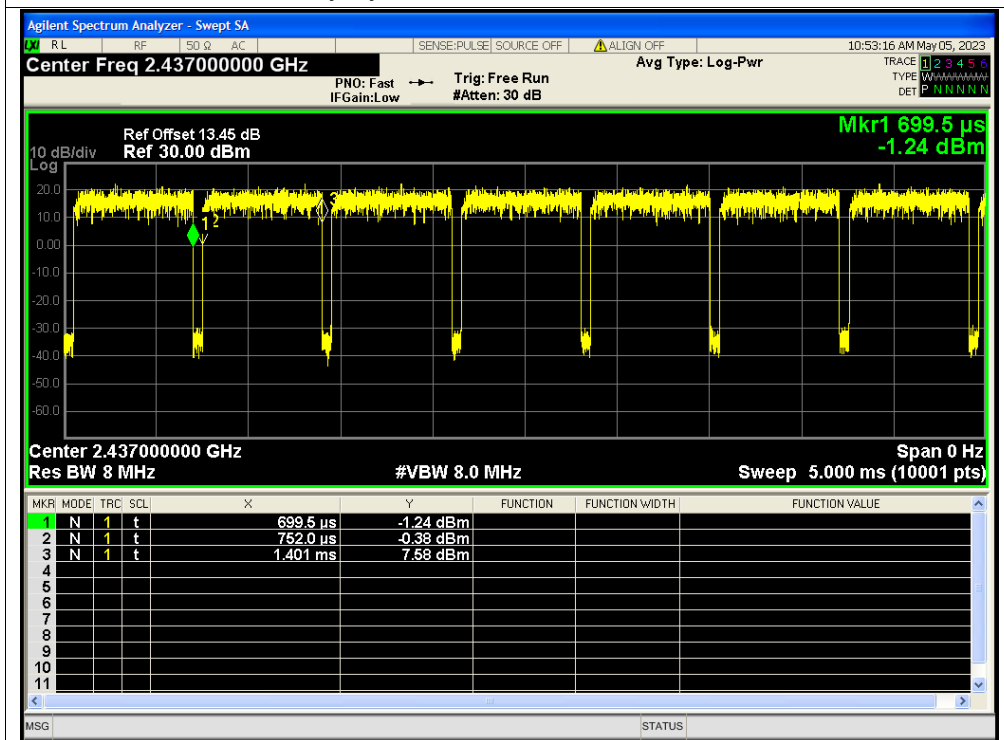 Agilent Spectrum Analyzer - Swept SA
LXI RL RF 50 Ω AC SENSE:PULSE SOURCE OFF ALIGN OFF 10:53:16 AM May 05, 2023
Center Freq 2.437000000 GHz Avg Type: Log-Pwr TRACE 1 2 3 4 5 6
PNO: Fast Trig: Free Run TYPE WWWWWW
IFGain:Low #Atten: 30 dB DET P N N N N N
Mkr1 699.5 µs
Ref Offset 13.45 dB
10 dB/div Ref 30.00 dBm -1.24 dBm
Log
20.0
10.0
0.00
-10.0
-20.0
-30.0
-40.0
-50.0
-60.0
1
2
3
Center 2.437000000 GHz Span 0 Hz
Res BW 8 MHz #VBW 8.0 MHz Sweep 5.000 ms (10001 pts)
MKR MODE TRC SCL X Y FUNCTION FUNCTION WIDTH FUNCTION VALUE
1 N 1 t 699.5 µs -1.24 dBm
2 N 1 t 752.0 µs -0.38 dBm
3 N 1 t 1.401 ms 7.58 dBm
4
5
6
7
8
9
10
11
MSG STATUS